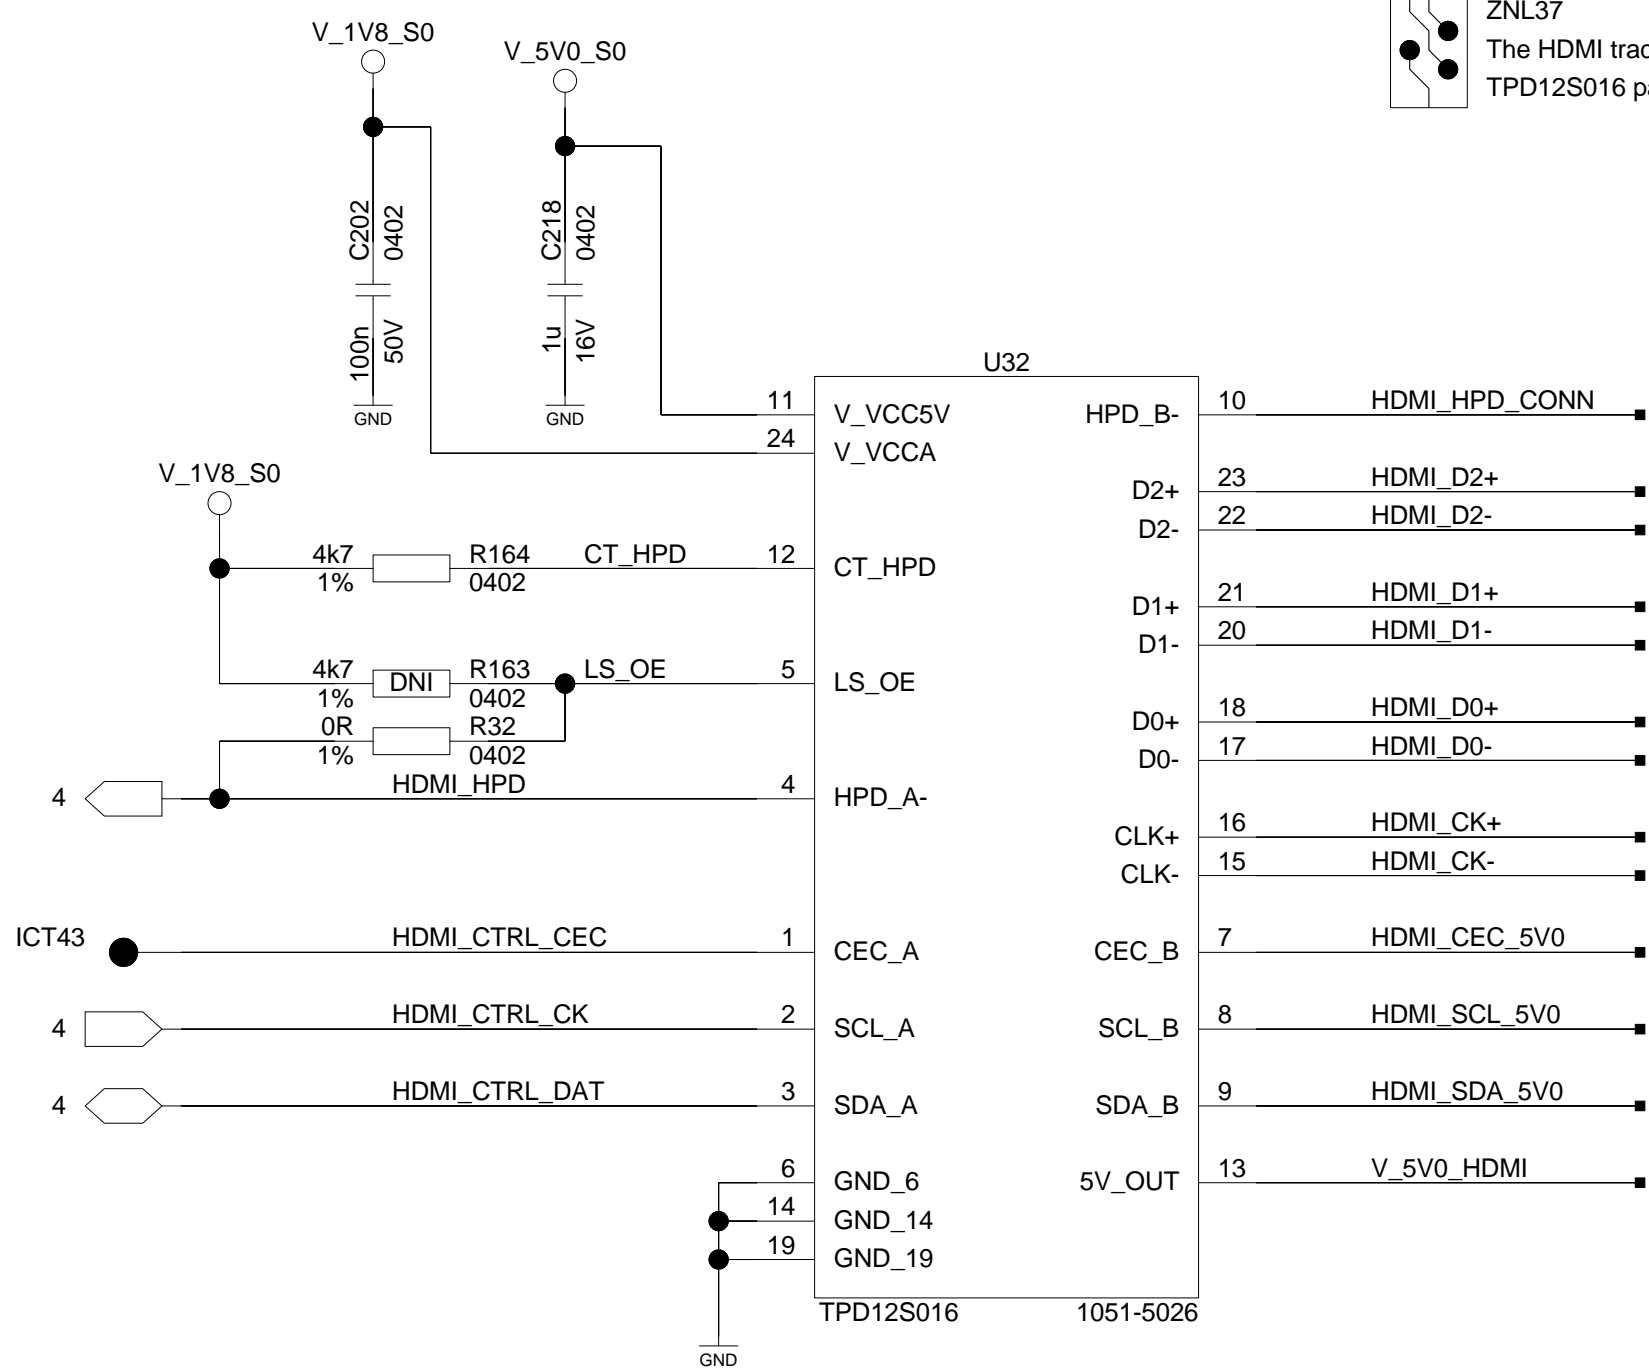 ZNL37
The HDMI trac
TPD12S016 pa
V_1V8_S0
V_5V0_S0
C202
0402
100n
50V
GND
C218
0402
1u
16V
GND
U32
11 V_VCC5V
24 V_VCCA
HPD_B- 10 HDMI_HPD_CONN
D2+ 23 HDMI_D2+
D2- 22 HDMI_D2-
V_1V8_S0
4k7 R164 CT_HPD 12 CT_HPD
1% 0402
D1+ 21 HDMI_D1+
D1- 20 HDMI_D1-
4k7 DNI R163 LS_OE 5 LS_OE
1% 0402
0R R32
1% 0402
D0+ 18 HDMI_D0+
D0- 17 HDMI_D0-
4 HDMI_HPD 4 HPD_A-
CLK+ 16 HDMI_CK+
CLK- 15 HDMI_CK-
ICT43 HDMI_CTRL_CEC 1 CEC_A
CEC_B 7 HDMI_CEC_5V0
4 HDMI_CTRL_CK 2 SCL_A
SCL_B 8 HDMI_SCL_5V0
4 HDMI_CTRL_DAT 3 SDA_A
SDA_B 9 HDMI_SDA_5V0
6 GND_6
5V_OUT 13 V_5V0_HDMI
14 GND_14
19 GND_19
TPD12S016 1051-5026
GND